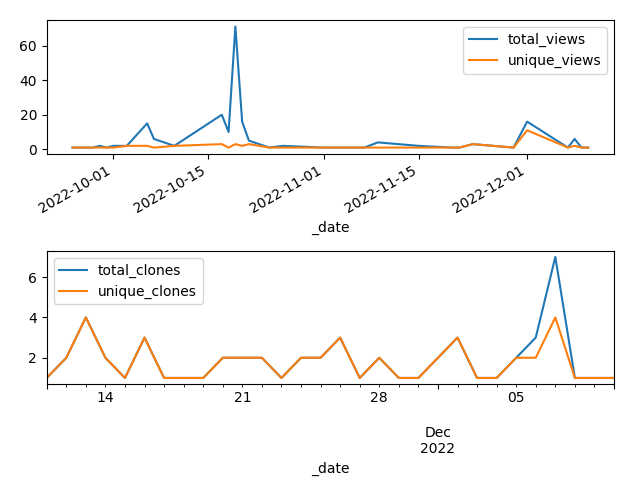 60
40
20
0
total_views
unique_views
2022-10-01
2022-10-15
2022-11-01
2022-11-15
2022-12-01
_date
6
4
2
total_clones
unique_clones
14
21
28
05
Dec
2022
_date